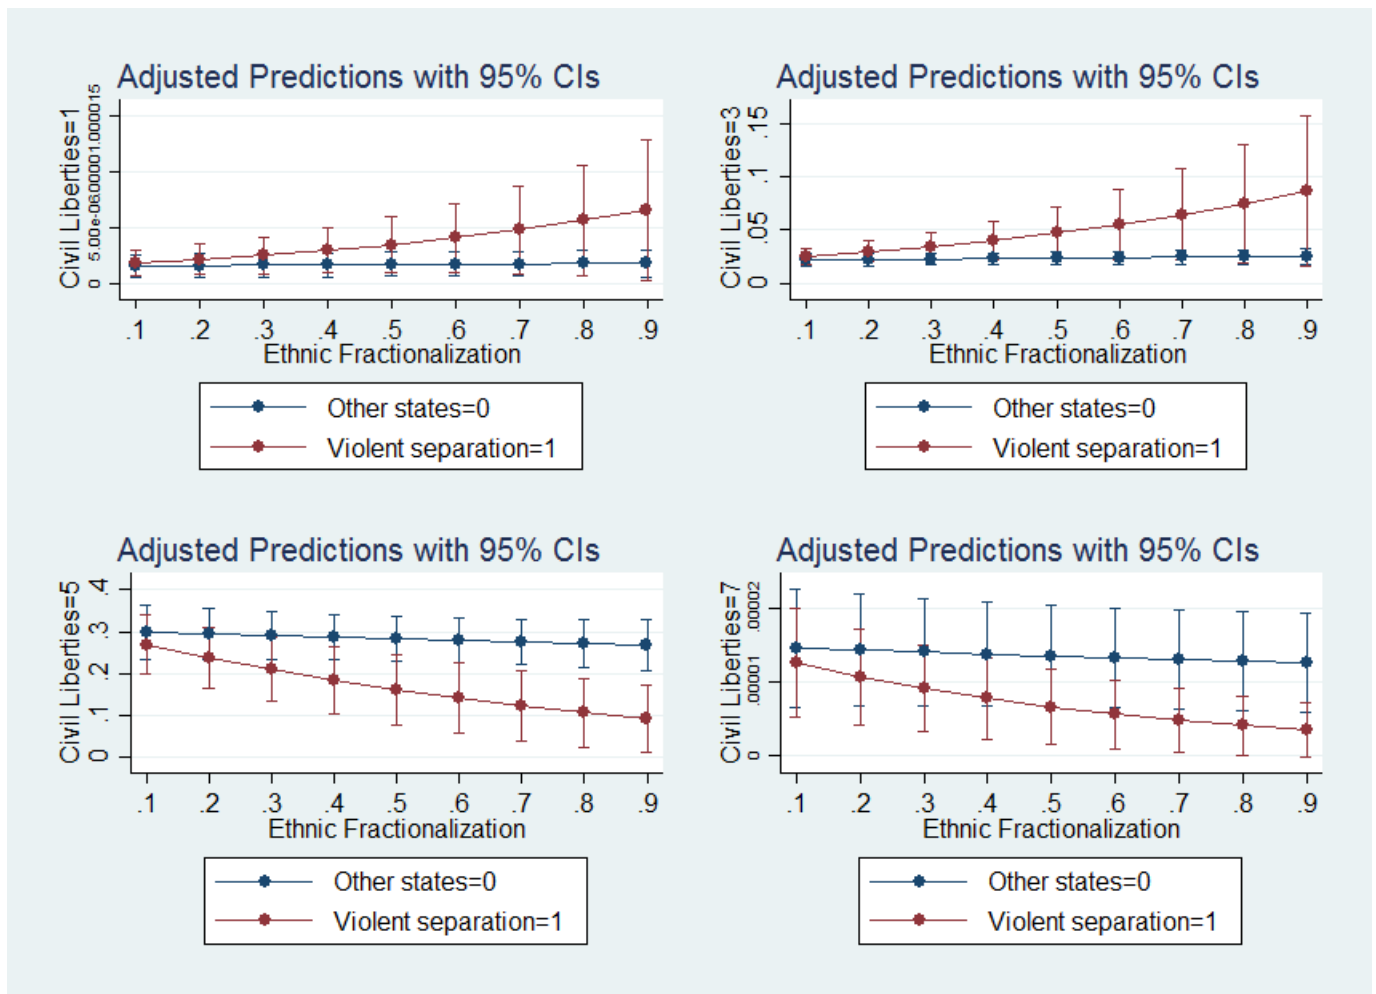 Adjusted Predictions with 95% CIs
Civil Liberties=1
0 5.00e-06 .00001 .000015
.1 .2 .3 .4 .5 .6 .7 .8 .9
Ethnic Fractionalization
Other states=0
Violent separation=1
Adjusted Predictions with 95% CIs
Civil Liberties=3
0 .05 .1 .15
.1 .2 .3 .4 .5 .6 .7 .8 .9
Ethnic Fractionalization
Other states=0
Violent separation=1
Adjusted Predictions with 95% CIs
Civil Liberties=5
0 .1 .2 .3 .4
.1 .2 .3 .4 .5 .6 .7 .8 .9
Ethnic Fractionalization
Other states=0
Violent separation=1
Adjusted Predictions with 95% CIs
Civil Liberties=7
0 .00001 .00002
.1 .2 .3 .4 .5 .6 .7 .8 .9
Ethnic Fractionalization
Other states=0
Violent separation=1